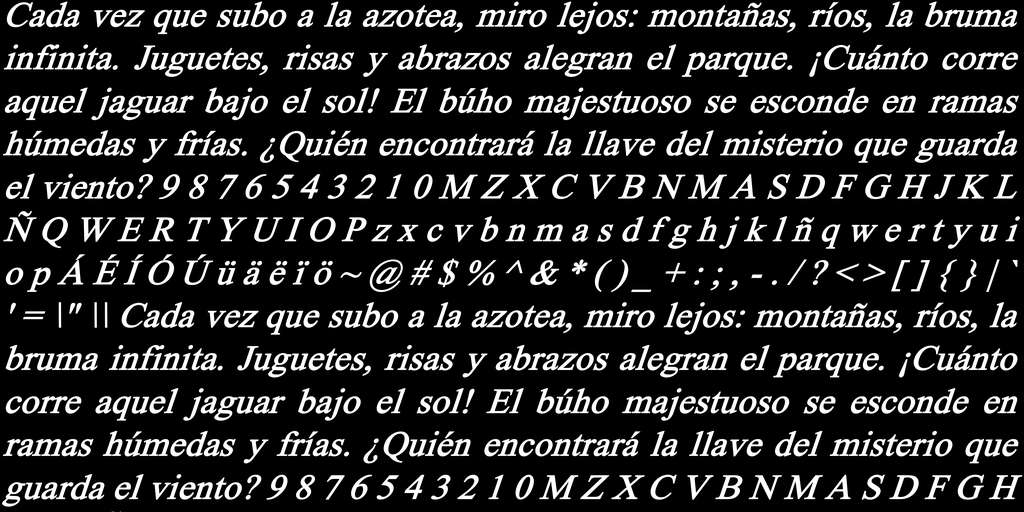 Cada vez que subo a la azotea, miro lejos: montañas, ríos, la bruma
infinita. Juguetes, risas y abrazos alegran el parque. ¡Cuánto corre
aquel jaguar bajo el sol! El búho majestuoso se esconde en ramas
húmedas y frías. ¿Quién encontrará la llave del misterio que guarda
el viento? 9 8 7 6 5 4 3 2 1 0 M Z X C V B N M A S D F G H J K L
Ñ Q W E R T Y U I O P z x c v b n m a s d f g h j k l ñ q w e r t y u i
o p Á É Í Ó Ú ü ä ë ï ö ~ @ # $ % ^ & * ( ) _ + : ; , - . / ? < > [ ] { } | `
' = \" \\ Cada vez que subo a la azotea, miro lejos: montañas, ríos, la
bruma infinita. Juguetes, risas y abrazos alegran el parque. ¡Cuánto
corre aquel jaguar bajo el sol! El búho majestuoso se esconde en
ramas húmedas y frías. ¿Quién encontrará la llave del misterio que
guarda el viento? 9 8 7 6 5 4 3 2 1 0 M Z X C V B N M A S D F G H